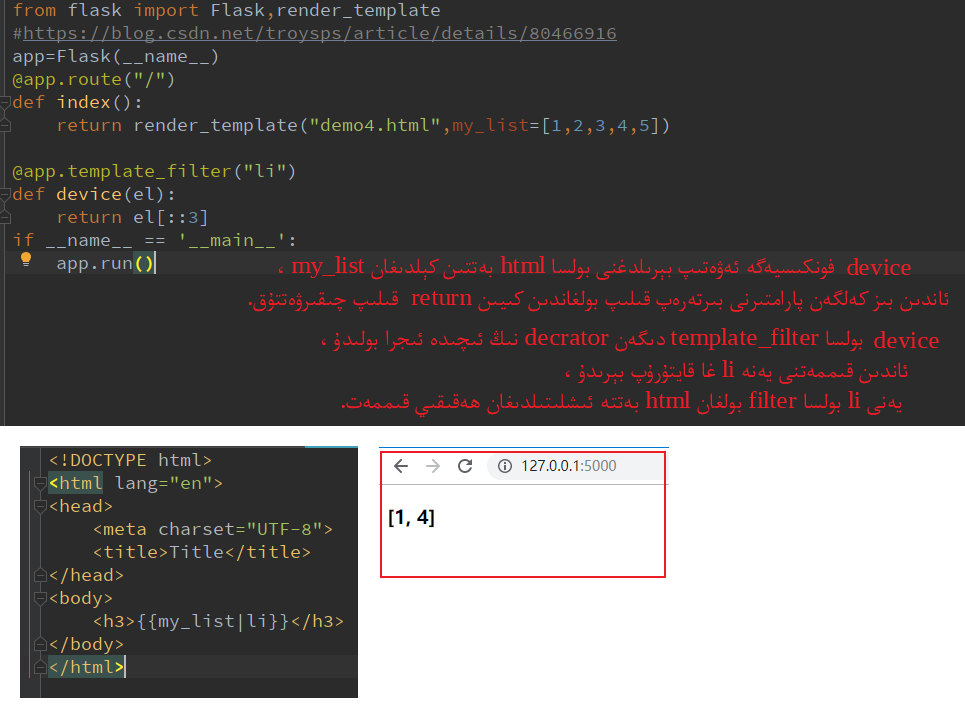 from flask import Flask,render_template
#https://blog.csdn.net/troysps/article/details/80466916
app=Flask(__name__)
@app.route("/")
def index():
    return render_template("demo4.html",my_list=[1,2,3,4,5])
@app.template_filter("li")
def device(el):
    return el[::3]
if __name__ == '__main__':
    app.run()
device فونكىسىيەگە ئەۋەتىپ بېرىلدغنى بولسا html بەتتىن كېلدىغان my_list ،
ئاندىن بىز كەلگەن پارامتىرنى بىرتەرەپ قىلىپ بولغاندىن كىيىن return قىلىپ چىقىرۋەتتۇق.
device بولسا template_filter دىگەن decrator نىڭ ئىچىدە ئىجرا بولىدۇ ،
ئاندىن قىممەتنى يەنە li غا قايتۇرۇپ بېرىدۇ ،
يەنى li بولسا filter بولغان html بەتتە ئىشلىتىلدىغان ھەقىقىي قىممەت.
<!DOCTYPE html>
<html lang="en">
<head>
    <meta charset="UTF-8">
    <title>Title</title>
</head>
<body>
    <h3>{{my_list|li}}</h3>
</body>
</html>
127.0.0.1:5000
[1, 4]